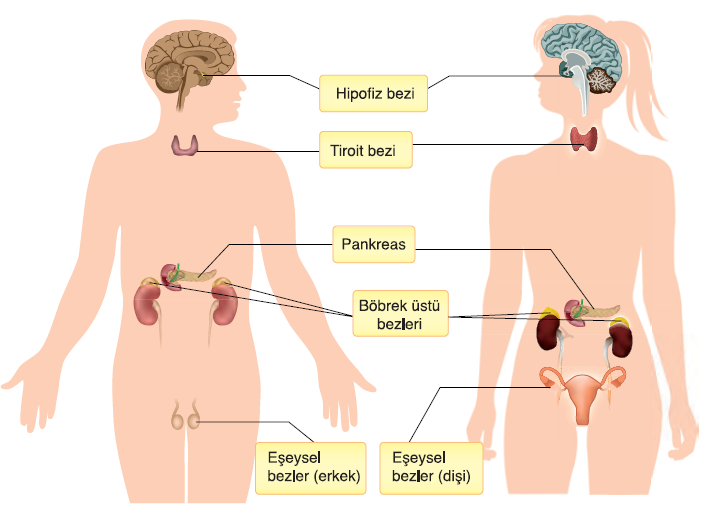 Hipofiz bezi
Tiroit bezi
Pankreas
Böbrek üstü
bezleri
Eşeysel
bezler (erkek)
Eşeysel
bezler (dişi)